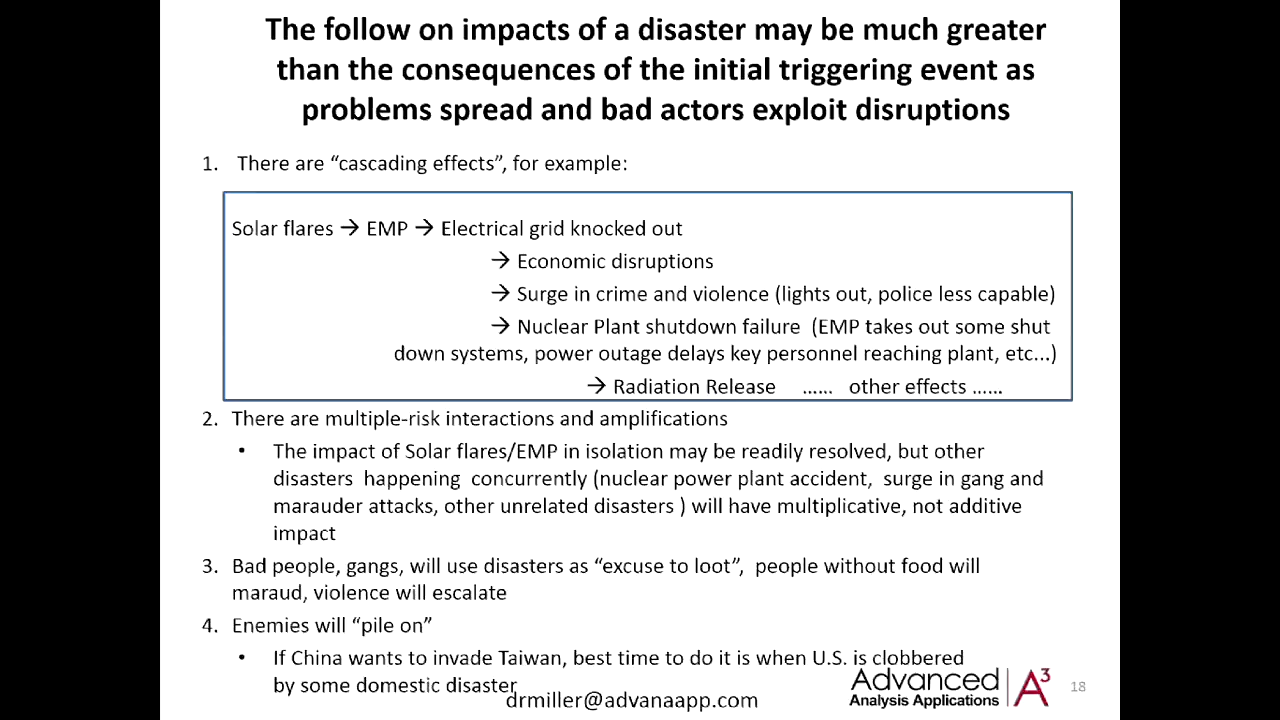 The follow on impacts of a disaster may be much greater
than the consequences of the initial triggering event as
problems spread and bad actors exploit disruptions
1. There are “cascading effects”, for example:
Solar flares → EMP → Electrical grid knocked out
→ Economic disruptions
→ Surge in crime and violence (lights out, police less capable)
→ Nuclear Plant shutdown failure (EMP takes out some shut
down systems, power outage delays key personnel reaching plant, etc...)
→ Radiation Release ...... other effects ......
2. There are multiple-risk interactions and amplifications
• The impact of Solar flares/EMP in isolation may be readily resolved, but other
disasters happening concurrently (nuclear power plant accident, surge in gang and
marauder attacks, other unrelated disasters ) will have multiplicative, not additive
impact
3. Bad people, gangs, will use disasters as “excuse to loot”, people without food will
maraud, violence will escalate
4. Enemies will “pile on”
• If China wants to invade Taiwan, best time to do it is when U.S. is clobbered
by some domestic disaster
drmiller@advanaapp.com
Advanced
Analysis Applications
A3
18